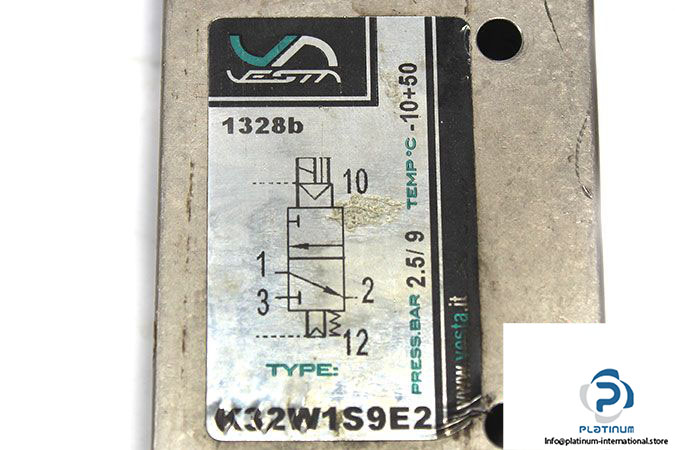 VESTA
1328b
10
1
3
2
12
TYPE:
K32W1S9E2
PRESS.BAR 2.5/9 TEMP°C -10+50
www.vesta.it
PLATINUM
Info@platinum-international.store